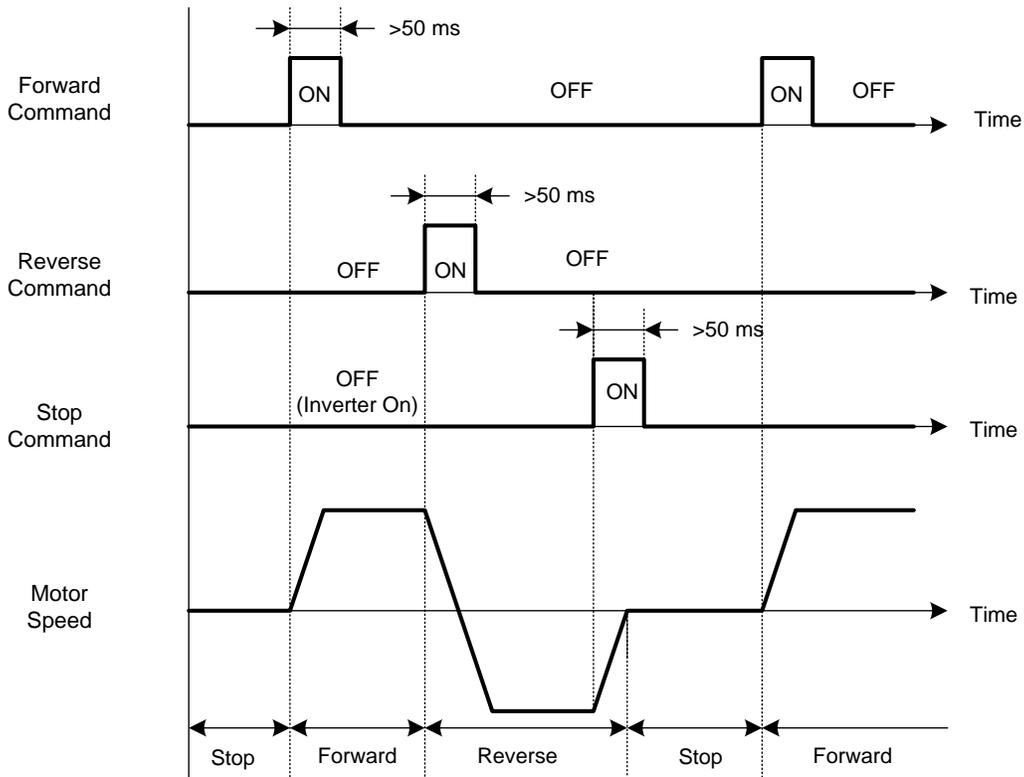 >50 ms
Forward
Command
ON
OFF
ON
OFF
Time
>50 ms
Reverse
Command
OFF
ON
OFF
Time
>50 ms
Stop
Command
OFF
(Inverter On)
ON
Time
Motor
Speed
Time
Stop
Forward
Reverse
Stop
Forward